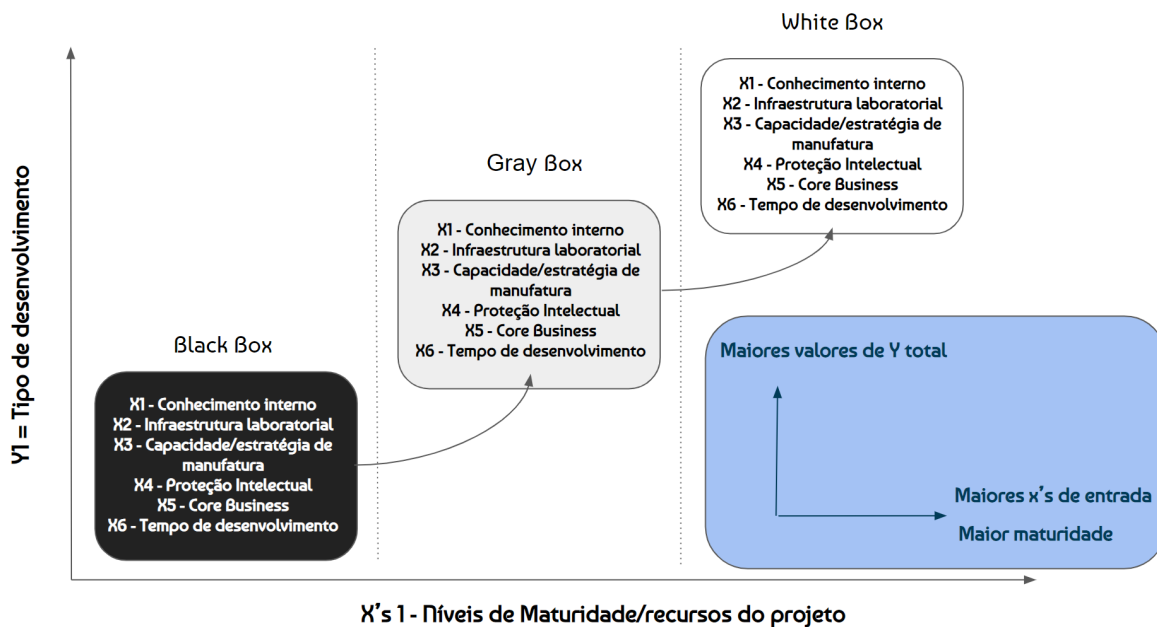 White Box
X1 - Conhecimento interno
X2 - Infraestrutura laboratorial
X3 - Capacidade/estratégia de
manufatura
X4 - Proteção Intelectual
X5 - Core Business
X6 - Tempo de desenvolvimento
Gray Box
X1 - Conhecimento interno
X2 - Infraestrutura laboratorial
X3 - Capacidade/estratégia de
manufatura
X4 - Proteção Intelectual
X5 - Core Business
X6 - Tempo de desenvolvimento
Black Box
X1 - Conhecimento interno
X2 - Infraestrutura laboratorial
X3 - Capacidade/estratégia de
manufatura
X4 - Proteção Intelectual
X5 - Core Business
X6 - Tempo de desenvolvimento
Maiores valores de Y total
Maiores x's de entrada
Maior maturidade
Y1 = Tipo de desenvolvimento
X's 1 - Níveis de Maturidade/recursos do projeto